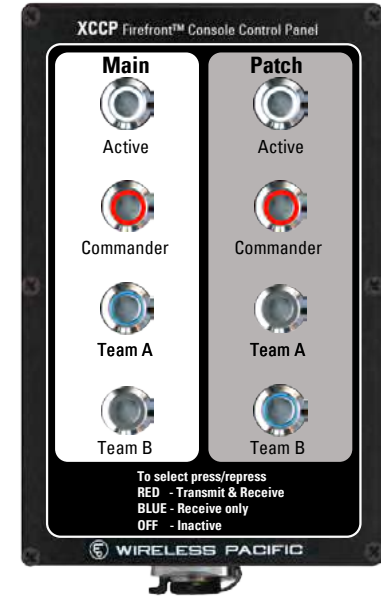 XCCP Firefront™ Console Control Panel
Main Patch
Active Active
Commander Commander
Team A Team A
Team B Team B
To select press/repress
RED - Transmit & Receive
BLUE - Receive only
OFF - Inactive
WIRELESS PACIFIC